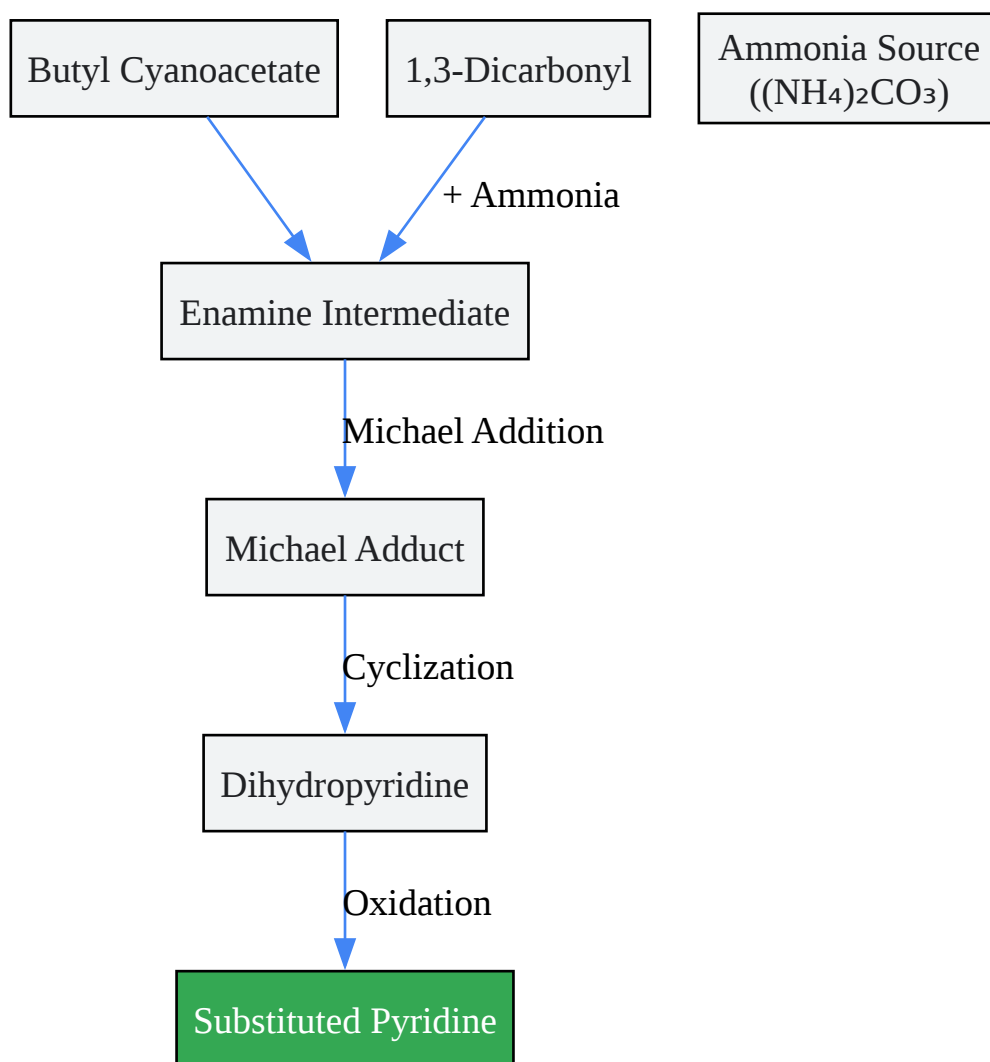 Butyl Cyanoacetate
1,3-Dicarbonyl
Ammonia Source
((NH₄)₂CO₃)
+ Ammonia
Enamine Intermediate
Michael Addition
Michael Adduct
Cyclization
Dihydropyridine
Oxidation
Substituted Pyridine